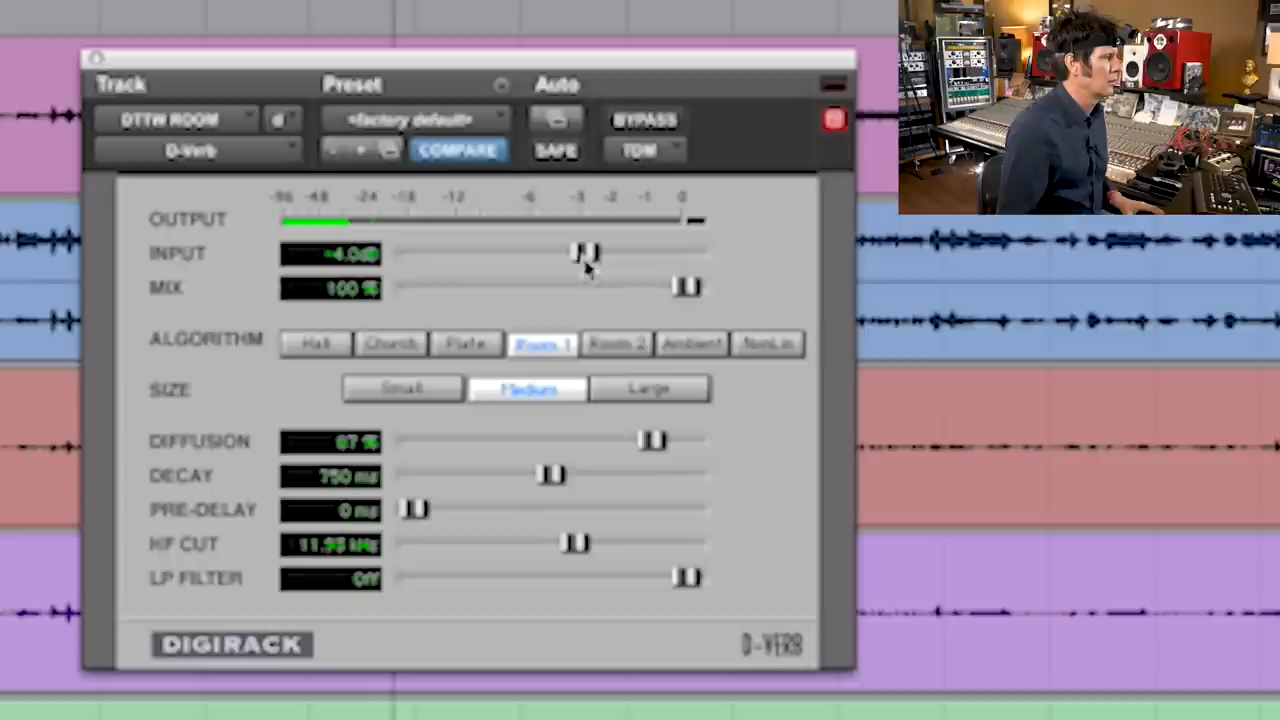 Track Preset Auto
DTTW ROOM d <factory default> BYPASS
D-Verb - + COMPARE SAFE TDM
-96 -48 -24 -18 -12 -6 -3 -2 -1 0
OUTPUT
INPUT -4.0dB
MIX 100 %
ALGORITHM Hall Church Plate Room 1 Room 2 Ambient NonLin
SIZE Small Medium Large
DIFFUSION 87 %
DECAY 750 ms
PRE-DELAY 0 ms
HF CUT 11.93 kHz
LP FILTER Off
DIGIRACK D-VERB